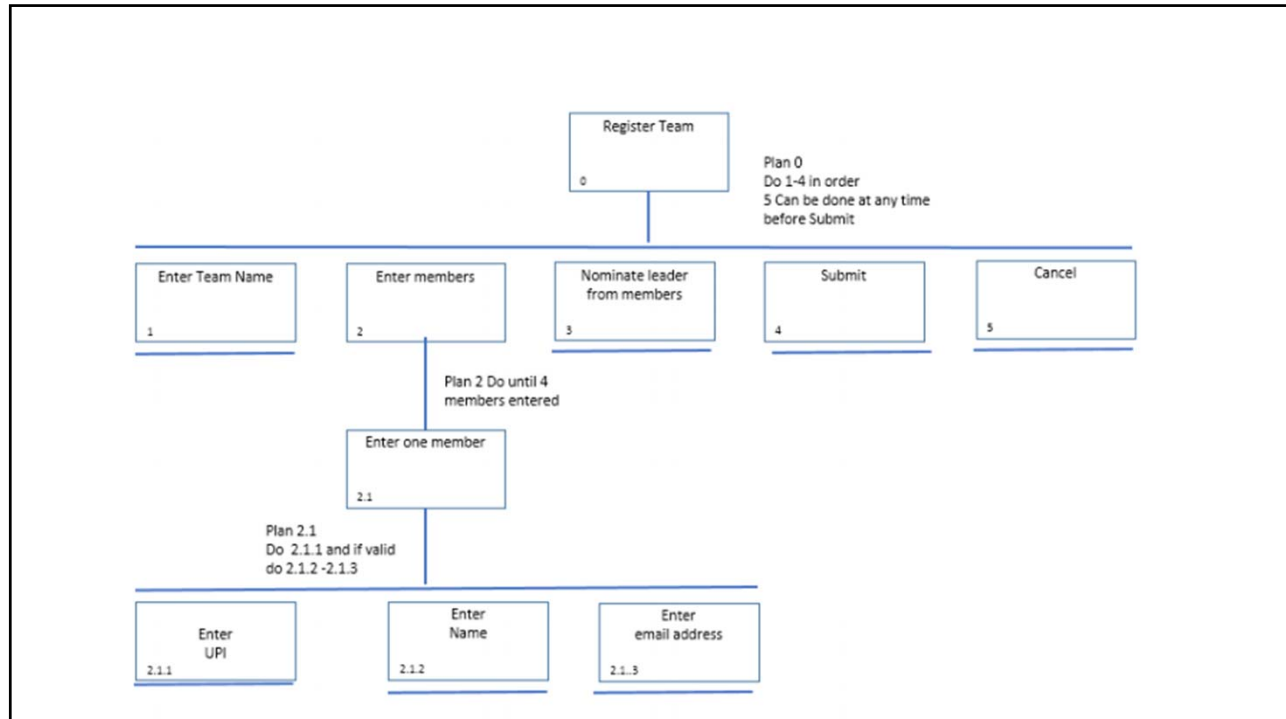 Register Team
0
Plan 0
Do 1-4 in order
5 Can be done at any time
before Submit
Enter Team Name
1
Enter members
2
Nominate leader
from members
3
Submit
4
Cancel
5
Plan 2 Do until 4
members entered
Enter one member
2.1
Plan 2.1
Do 2.1.1 and if valid
do 2.1.2 -2.1.3
Enter
UPI
2.1.1
Enter
Name
2.1.2
Enter
email address
2.1..3